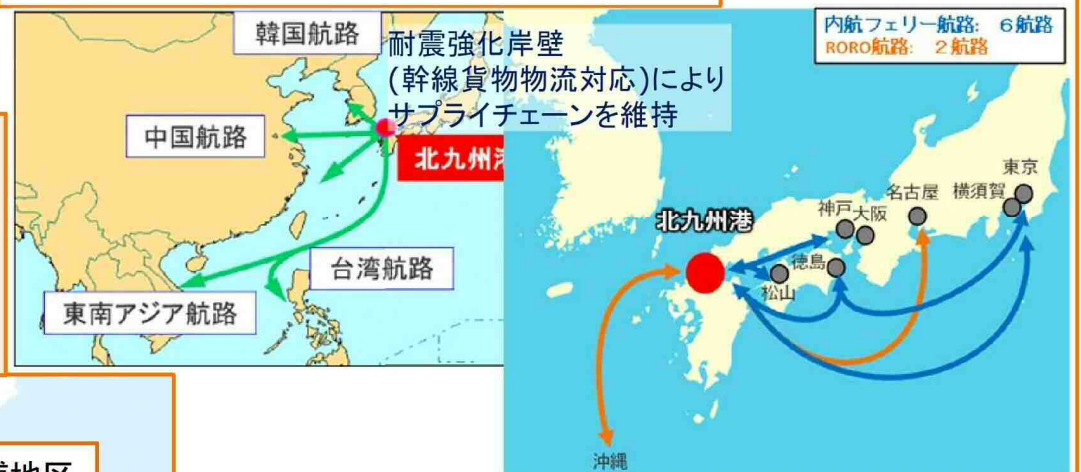 韓国航路
耐震強化岸壁
(幹線貨物物流対応)により
サプライチェーンを維持
中国航路
北九州
台湾航路
東南アジア航路
内航フェリー航路: 6航路
RORO航路: 2航路
東京
名古屋
横須賀
神戸
大阪
北九州港
徳島
松山
沖縄
地区